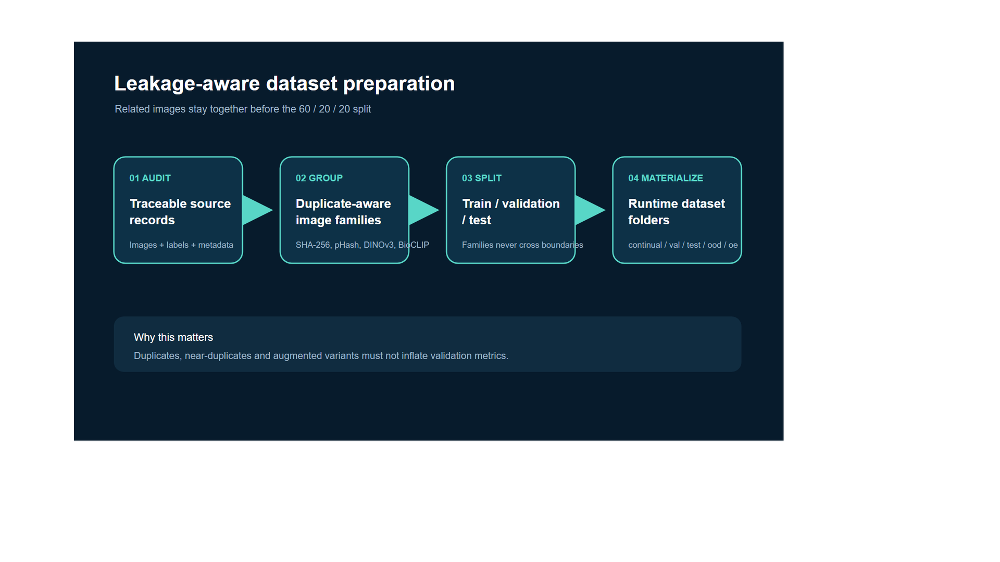 Leakage-aware dataset preparation
Related images stay together before the 60 / 20 / 20 split
01 AUDIT
Traceable source
records
Images + labels + metadata
02 GROUP
Duplicate-aware
image families
SHA-256, pHash, DINOv3, BioCLIP
03 SPLIT
Train / validation
/ test
Families never cross boundaries
04 MATERIALIZE
Runtime dataset
folders
continual / val / test / ood / oe
Why this matters
Duplicates, near-duplicates and augmented variants must not inflate validation metrics.